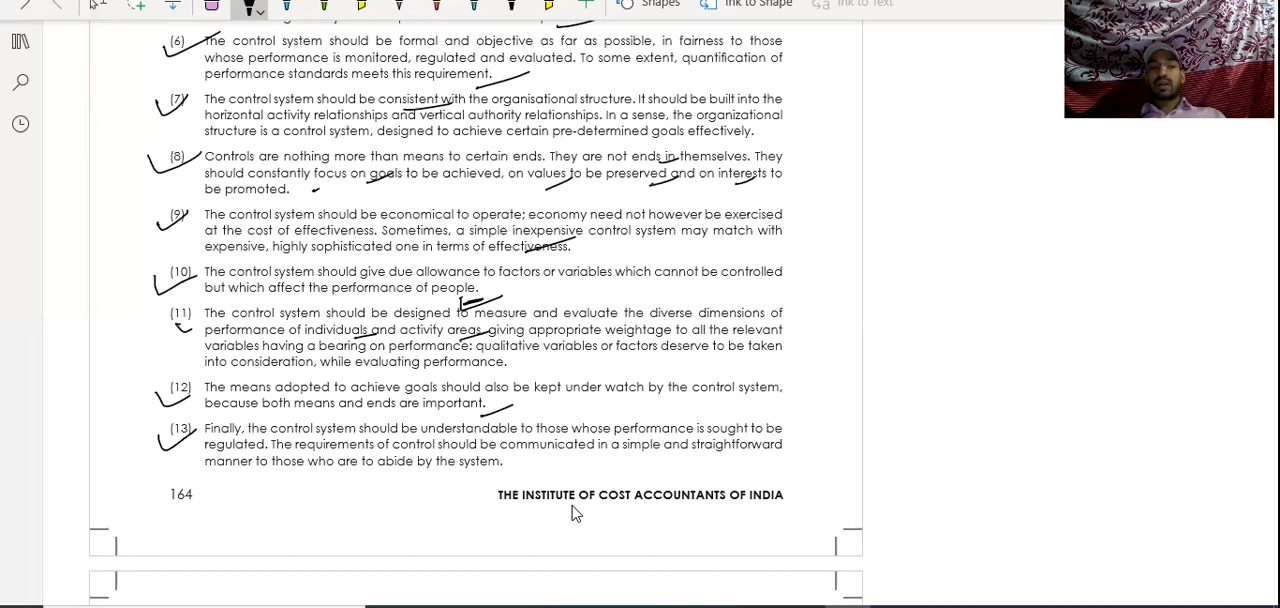 Shapes Ink to Shape Ink to Text
(6) The control system should be formal and objective as far as possible, in fairness to those
whose performance is monitored, regulated and evaluated. To some extent, quantification of
performance standards meets this requirement.
(7) The control system should be consistent with the organisational structure. It should be built into the
horizontal activity relationships and vertical authority relationships. In a sense, the organizational
structure is a control system, designed to achieve certain pre-determined goals effectively.
(8) Controls are nothing more than means to certain ends. They are not ends in themselves. They
should constantly focus on goals to be achieved, on values to be preserved and on interests to
be promoted.
(9) The control system should be economical to operate; economy need not however be exercised
at the cost of effectiveness. Sometimes, a simple inexpensive control system may match with
expensive, highly sophisticated one in terms of effectiveness.
(10) The control system should give due allowance to factors or variables which cannot be controlled
but which affect the performance of people.
(11) The control system should be designed to measure and evaluate the diverse dimensions of
performance of individuals and activity areas giving appropriate weightage to all the relevant
variables having a bearing on performance: qualitative variables or factors deserve to be taken
into consideration, while evaluating performance.
(12) The means adopted to achieve goals should also be kept under watch by the control system,
because both means and ends are important.
(13) Finally, the control system should be understandable to those whose performance is sought to be
regulated. The requirements of control should be communicated in a simple and straightforward
manner to those who are to abide by the system.
164 THE INSTITUTE OF COST ACCOUNTANTS OF INDIA